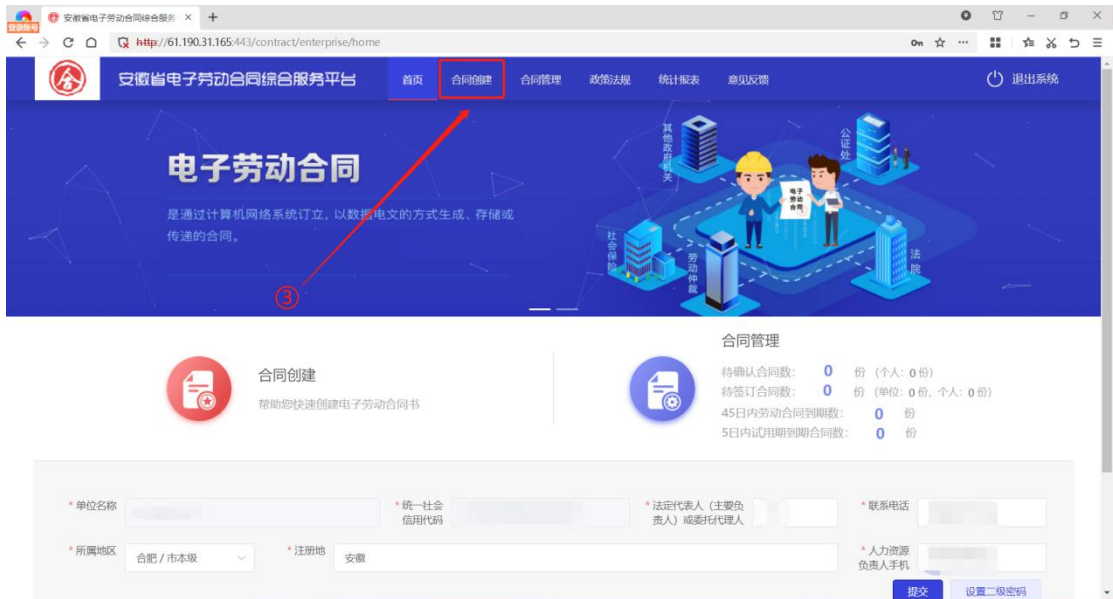 登录账号
安徽省电子劳动合同综合服务
http://61.190.31.165:443/contract/enterprise/home
安徽省电子劳动合同综合服务平台 首页 合同创建 合同管理 政策法规 统计报表 意见反馈 退出系统
电子劳动合同
是通过计算机网络系统订立，以数据电文的方式生成、存储或
传递的合同。
③
其他政府机关
公证处
电子
劳动
合同
社会保险
劳动仲裁
法院
合同创建
帮助您快速创建电子劳动合同书
合同管理
待确认合同数： 0 份 （个人：0份）
待签订合同数： 0 份 （单位：0份，个人：0份）
45日内劳动合同到期数： 0 份
5日内试用期到期合同数： 0 份
* 单位名称
* 统一社会
信用代码
* 法定代表人（主要负
责人）或委托代理人
* 联系电话
* 所属地区 合肥 / 市本级
* 注册地 安徽
* 人力资源
负责人手机
提交 设置二级密码